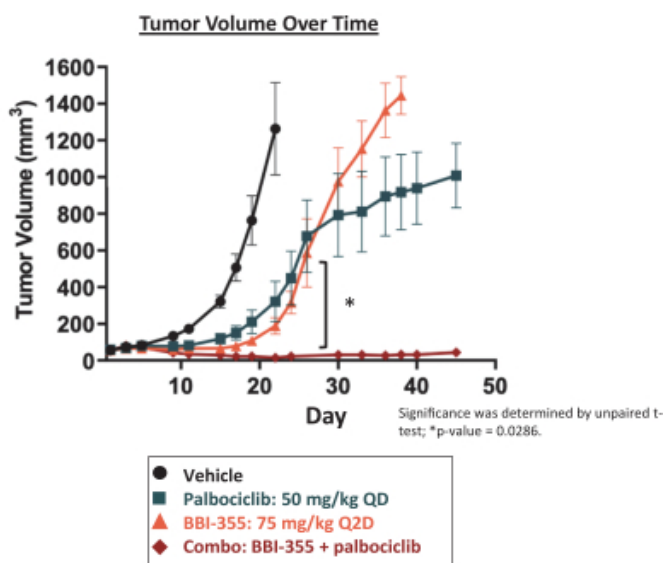 Tumor Volume Over Time
Tumor Volume (mm³)
1600
1400
1200
1000
800
600
400
200
0
10
20
30
40
50
*
Day
Significance was determined by unpaired t-
test; *p-value = 0.0286.
Vehicle
Palbociclib: 50 mg/kg QD
BBI-355: 75 mg/kg Q2D
Combo: BBI-355 + palbociclib